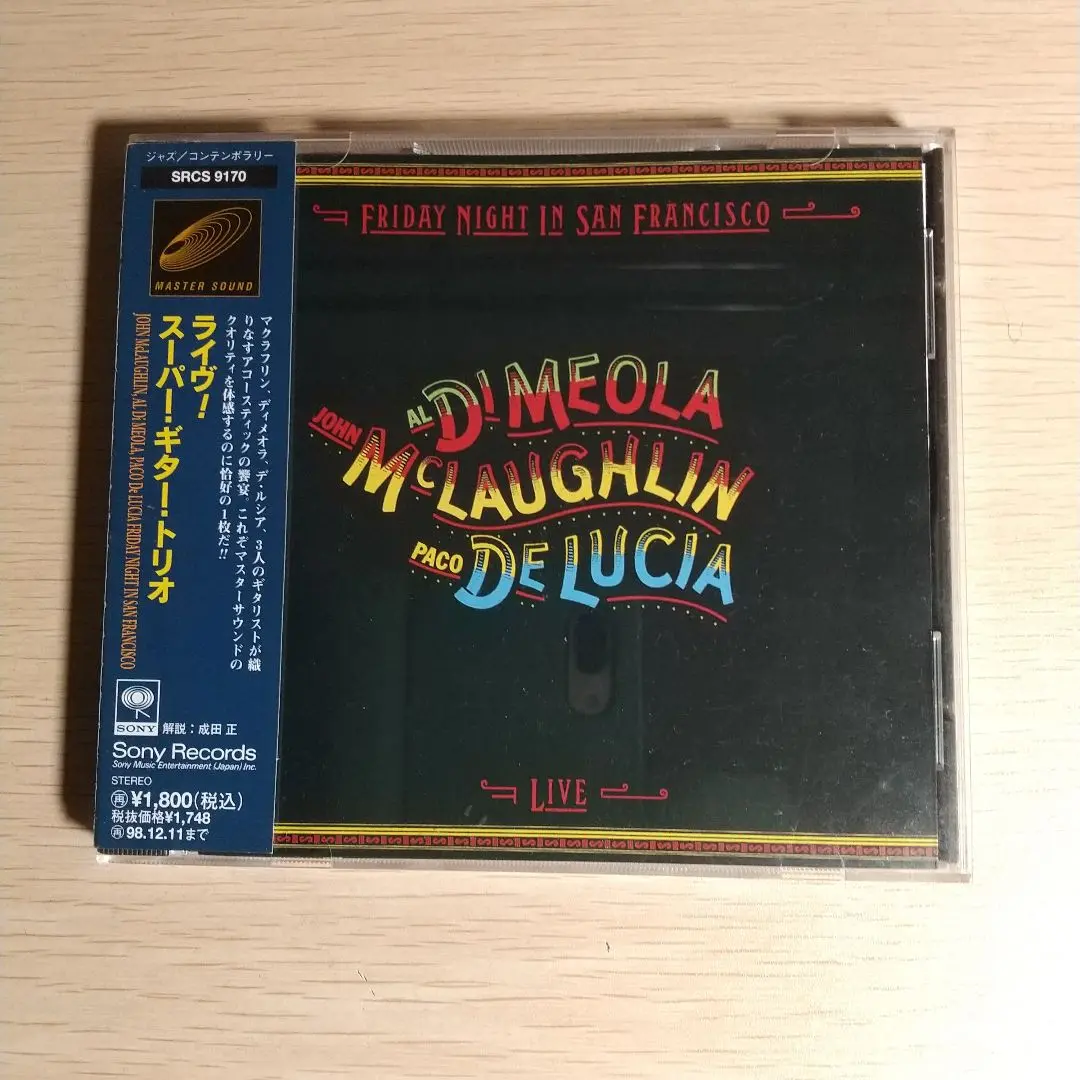 ジャズ／コンテンポラリー
SRCS 9170
MASTER SOUND
マクラフリン、ディメオラ、デ・ルシア、3人のギタリストが織
りなすアコースティックの饗宴。これぞマスターサウンドの
クオリティを体感するのに恰好の1枚だ!!
ライヴ!
スーパー・ギター・トリオ
JOHN McLAUGHLIN, AL DI MEOLA, PACO De LUCIA FRIDAY NIGHT IN SAN FRANCISCO
SONY
解説：成田 正
Sony Records
Sony Music Entertainment (Japan) Inc.
STEREO
再 ¥1,800(税込)
税抜価格¥1,748
再 98.12.11まで
FRIDAY NIGHT IN SAN FRANCISCO
AL DI MEOLA
JOHN McLAUGHLIN
PACO DE LUCIA
LIVE